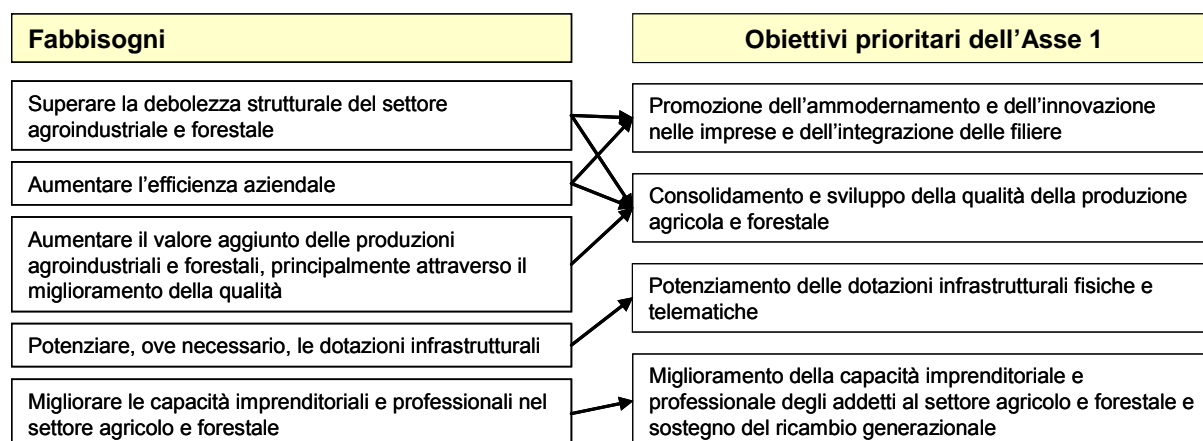 Fabbisogni
Superare la debolezza strutturale del settore
agroindustriale e forestale
Aumentare l'efficienza aziendale
Aumentare il valore aggiunto delle produzioni
agroindustriali e forestali, principalmente attraverso il
miglioramento della qualità
Potenziare, ove necessario, le dotazioni infrastrutturali
Migliorare le capacità imprenditoriali e professionali nel
settore agricolo e forestale
Obiettivi prioritari dell'Asse 1
Promozione dell'ammodernamento e dell'innovazione
nelle imprese e dell'integrazione delle filiere
Consolidamento e sviluppo della qualità della produzione
agricola e forestale
Potenziamento delle dotazioni infrastrutturali fisiche e
telematiche
Miglioramento della capacità imprenditoriale e
professionale degli addetti al settore agricolo e forestale e
sostegno del ricambio generazionale